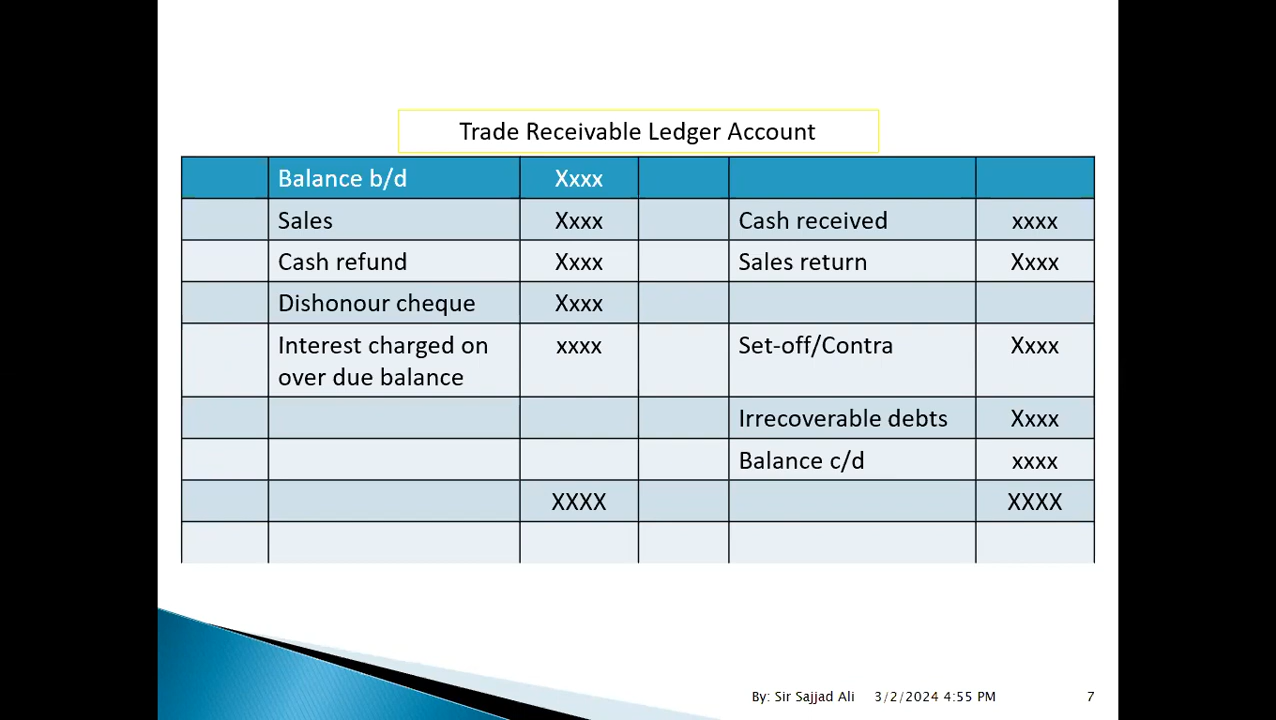 Trade Receivable Ledger Account
Balance b/d Xxxx
Sales Xxxx Cash received xxxx
Cash refund Xxxx Sales return Xxxx
Dishonour cheque Xxxx
Interest charged on xxxx Set-off/Contra Xxxx
over due balance
Irrecoverable debts Xxxx
Balance c/d xxxx
XXXX XXXX
By: Sir Sajjad Ali 3/2/2024 4:55 PM 7